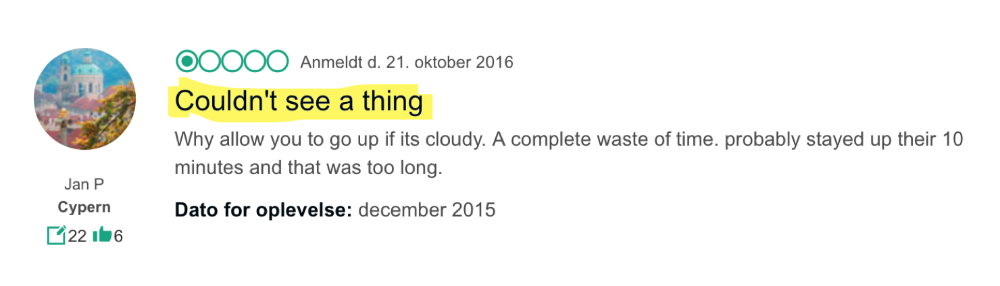 Anmeldt d. 21. oktober 2016
Couldn't see a thing
Why allow you to go up if its cloudy. A complete waste of time. probably stayed up their 10
minutes and that was too long.
Dato for oplevelse: december 2015
Jan P
Cypern
22 6